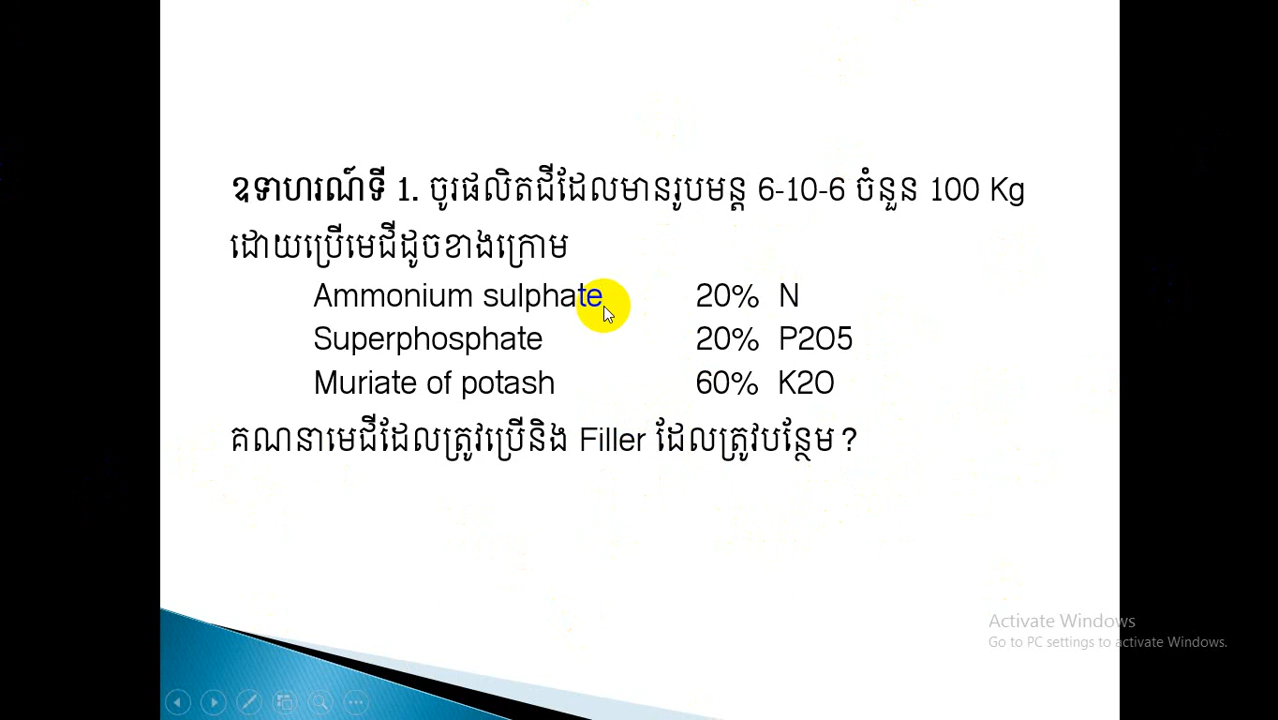 ឧទាហរណ៍ទី 1. ចូរផលិតជីដែលមានរូបមន្ត 6-10-6 ចំនួន 100 Kg
ដោយប្រើមេជីដូចខាងក្រោម
Ammonium sulphate 20% N
Superphosphate 20% P2O5
Muriate of potash 60% K2O
គណនាមេជីដែលត្រូវប្រើនិង Filler ដែលត្រូវបន្ថែម?
Activate Windows
Go to PC settings to activate Windows.